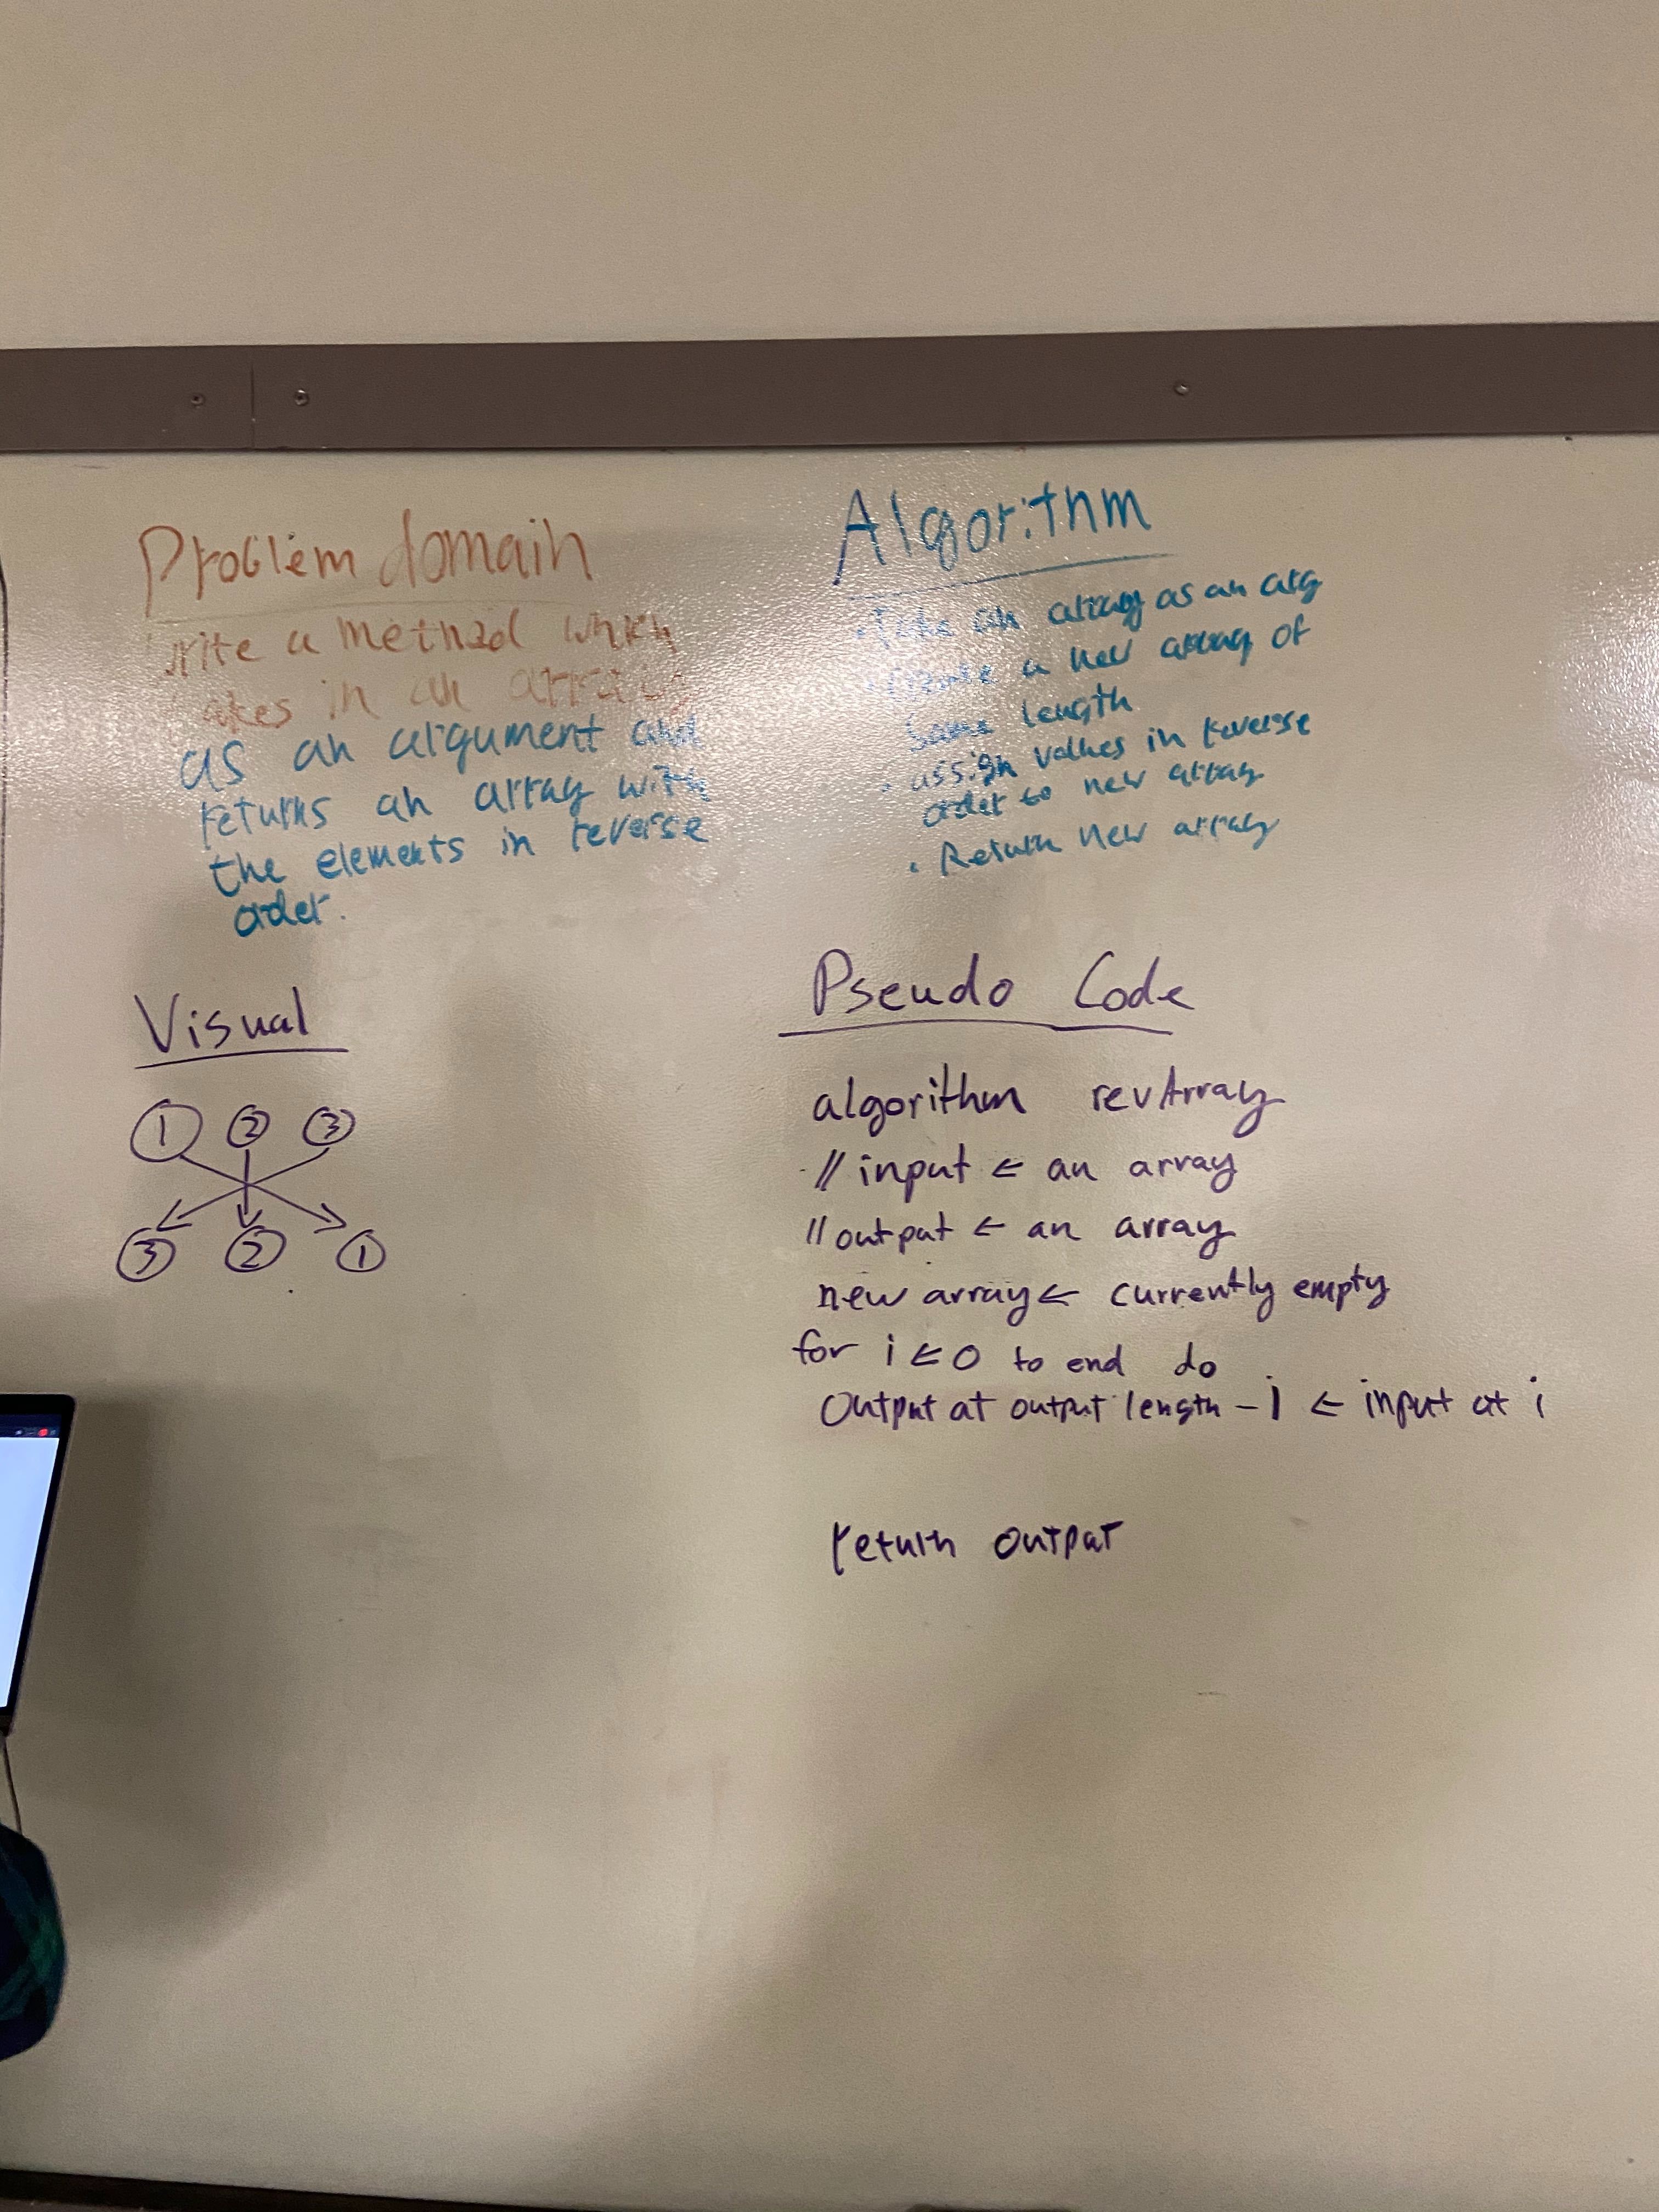 Problem domain
write a method which
takes in an array
as an argument and
returns an array with
the elements in reverse
order.
Visual
1 2 3
3 2 1
Algorithm
· Take an array as an arg
· Create a new array of
same length
· assign values in reverse
order to new array
· Return new array
Pseudo Code
algorithm revArray
// input ← an array
// output ← an array
new array ← currently empty
for i ← 0 to end do
Output at output length - i ← input at i
return output